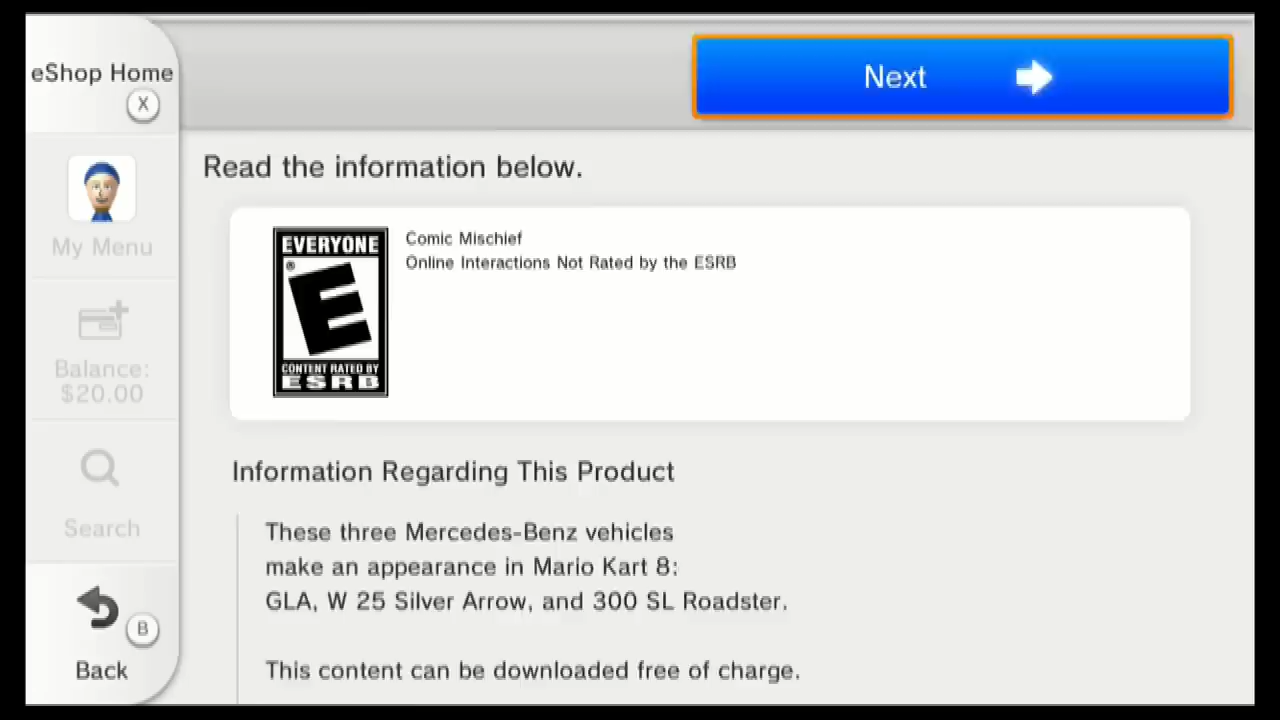 eShop Home
X
Next
My Menu
Balance:
$20.00
Search
B
Back
Read the information below.
EVERYONE
®
E
CONTENT RATED BY
ESRB
Comic Mischief
Online Interactions Not Rated by the ESRB
Information Regarding This Product
These three Mercedes-Benz vehicles
make an appearance in Mario Kart 8:
GLA, W 25 Silver Arrow, and 300 SL Roadster.
This content can be downloaded free of charge.